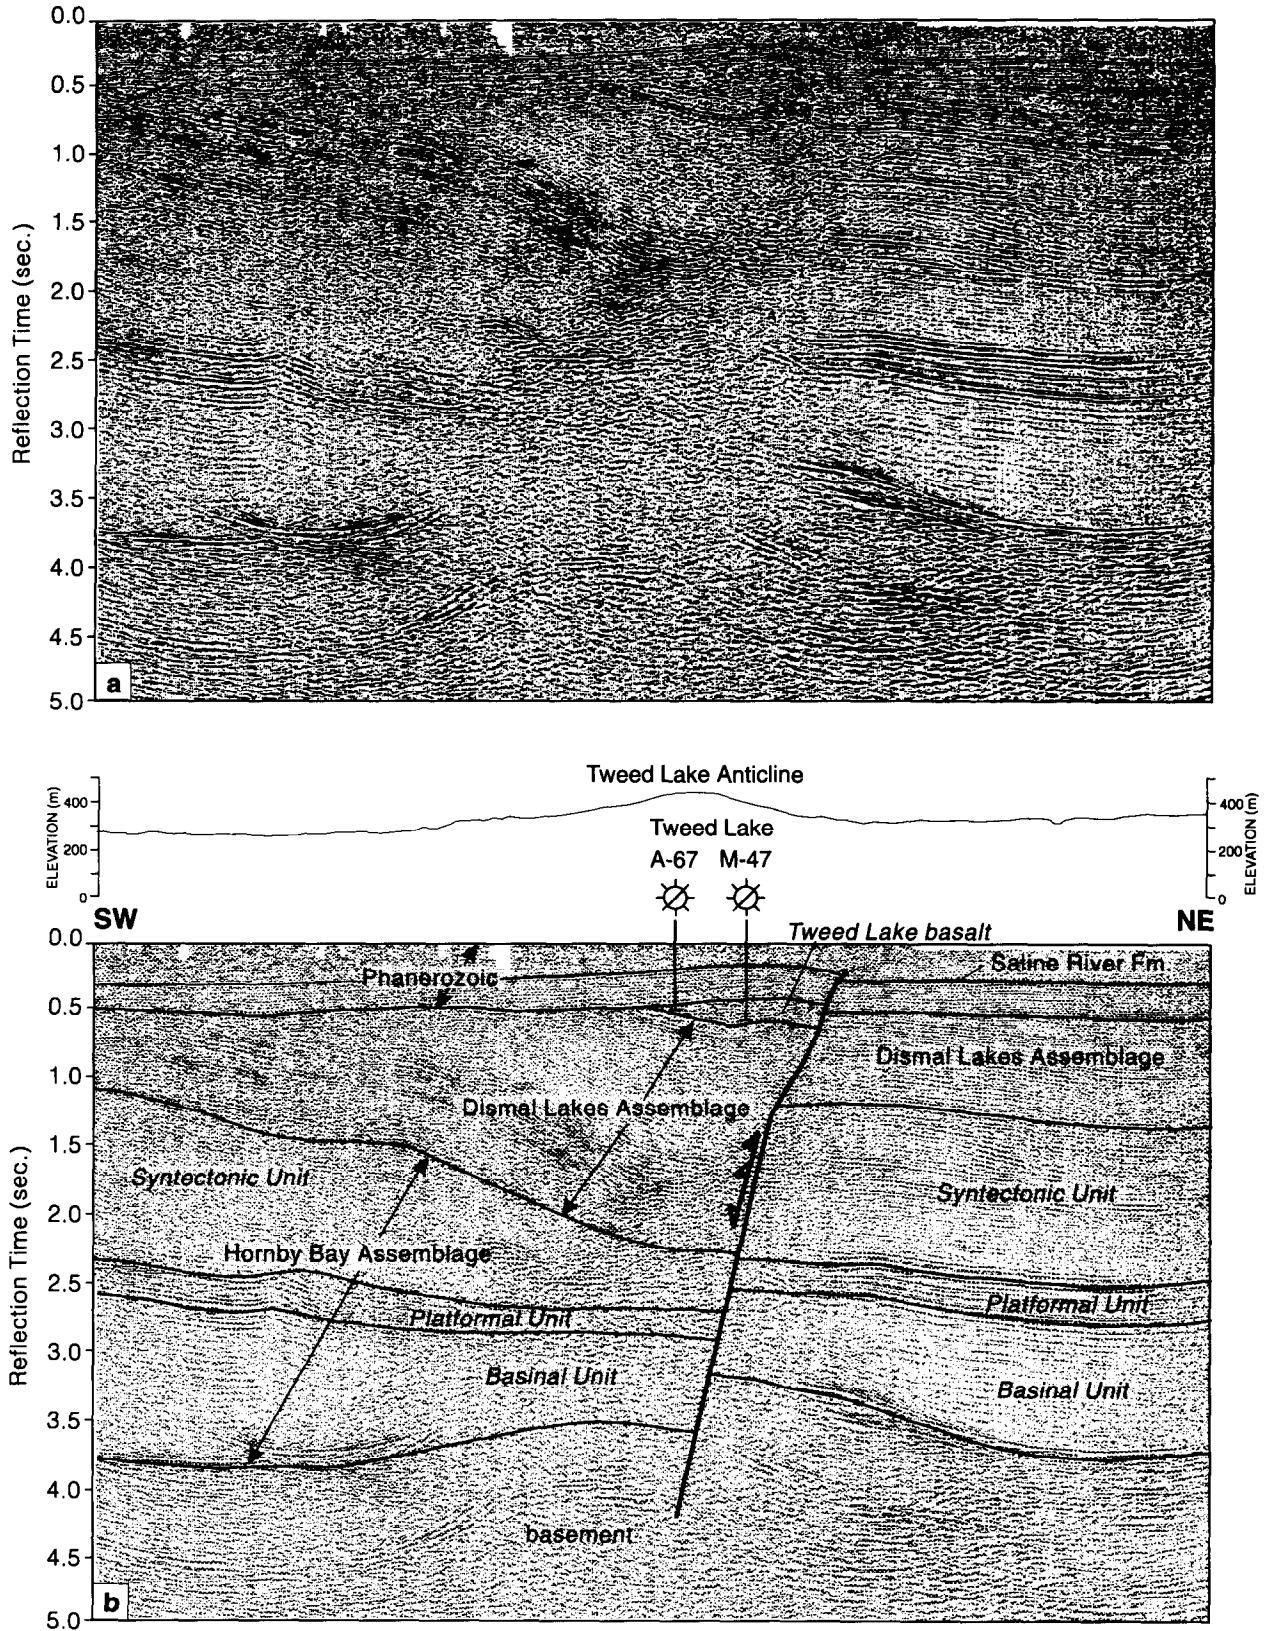 0.0
0.5
1.0
1.5
2.0
2.5
3.0
3.5
4.0
4.5
5.0
Reflection Time (sec.)
a
Tweed Lake Anticline
ELEVATION (m)
400
200
0
400
200
0
ELEVATION (m)
Tweed Lake
A-67 M-47
SW
NE
0.0
0.5
1.0
1.5
2.0
2.5
3.0
3.5
4.0
4.5
5.0
Reflection Time (sec.)
Tweed Lake basalt
Phanerozoic
Saline River Fm
Dismal Lakes Assemblage
Dismal Lakes Assemblage
Syntectonic Unit
Syntectonic Unit
Hornby Bay Assemblage
Platformal Unit
Platformal Unit
Basinal Unit
Basinal Unit
basement
b